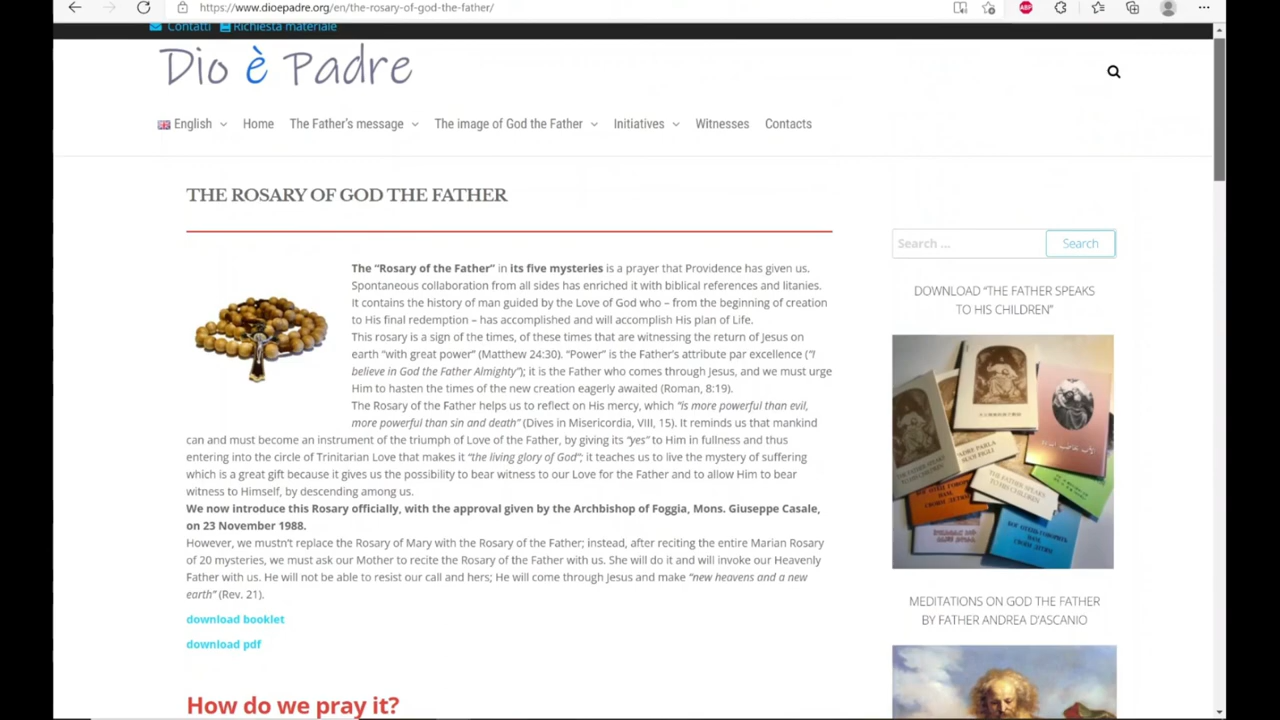 https://www.dioepadre.org/en/the-rosary-of-god-the-father/
Contatti Richiesta materiale
Dio è Padre
English Home The Father's message The image of God the Father Initiatives Witnesses Contacts
THE ROSARY OF GOD THE FATHER
The “Rosary of the Father” in its five mysteries is a prayer that Providence has given us.
Spontaneous collaboration from all sides has enriched it with biblical references and litanies.
It contains the history of man guided by the Love of God who – from the beginning of creation
to His final redemption – has accomplished and will accomplish His plan of Life.
This rosary is a sign of the times, of these times that are witnessing the return of Jesus on
earth “with great power” (Matthew 24:30). “Power” is the Father's attribute par excellence (“I
believe in God the Father Almighty”); it is the Father who comes through Jesus, and we must urge
Him to hasten the times of the new creation eagerly awaited (Roman, 8:19).
The Rosary of the Father helps us to reflect on His mercy, which “is more powerful than evil,
more powerful than sin and death” (Dives in Misericordia, VIII, 15). It reminds us that mankind
can and must become an instrument of the triumph of Love of the Father, by giving its “yes” to Him in fullness and thus
entering into the circle of Trinitarian Love that makes it “the living glory of God”; it teaches us to live the mystery of suffering
which is a great gift because it gives us the possibility to bear witness to our Love for the Father and to allow Him to bear
witness to Himself, by descending among us.
We now introduce this Rosary officially, with the approval given by the Archbishop of Foggia, Mons. Giuseppe Casale,
on 23 November 1988.
However, we mustn't replace the Rosary of Mary with the Rosary of the Father; instead, after reciting the entire Marian Rosary
of 20 mysteries, we must ask our Mother to recite the Rosary of the Father with us. She will do it and will invoke our Heavenly
Father with us. He will not be able to resist our call and hers; He will come through Jesus and make “new heavens and a new
earth” (Rev. 21).
download booklet
download pdf
How do we pray it?
Search ... Search
DOWNLOAD “THE FATHER SPEAKS
TO HIS CHILDREN”
MEDITATIONS ON GOD THE FATHER
BY FATHER ANDREA D'ASCANIO